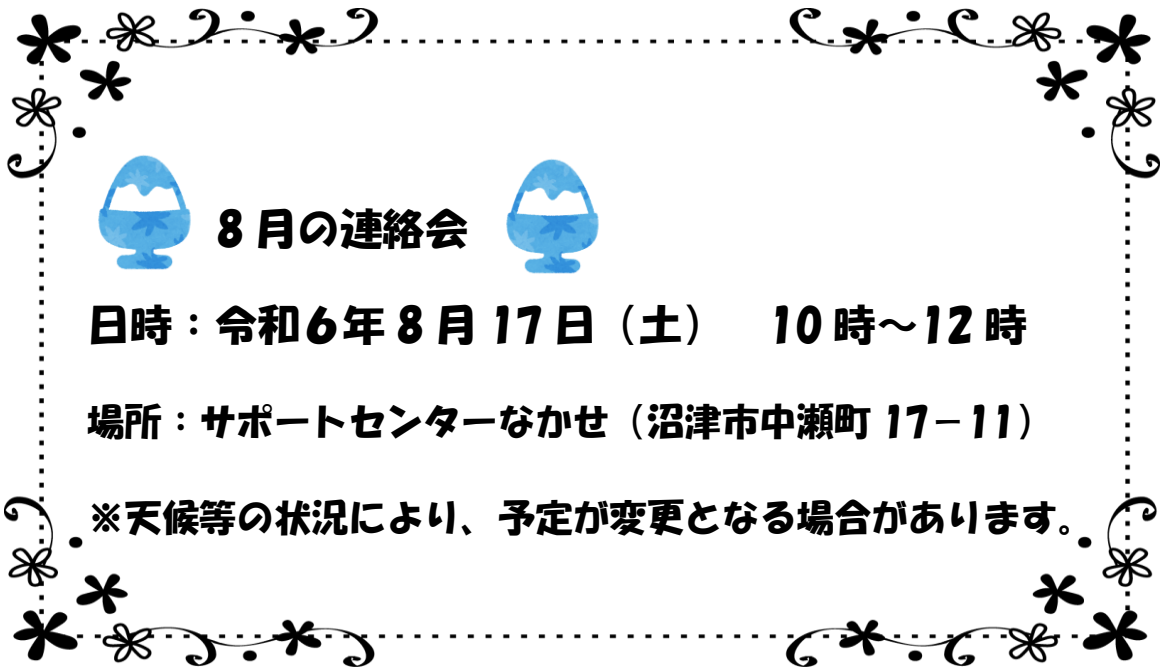 8月の連絡会
日時：令和６年８月17日（土）　10時～12時
場所：サポートセンターなかせ（沼津市中瀬町17－11）
※天候等の状況により、予定が変更となる場合があります。